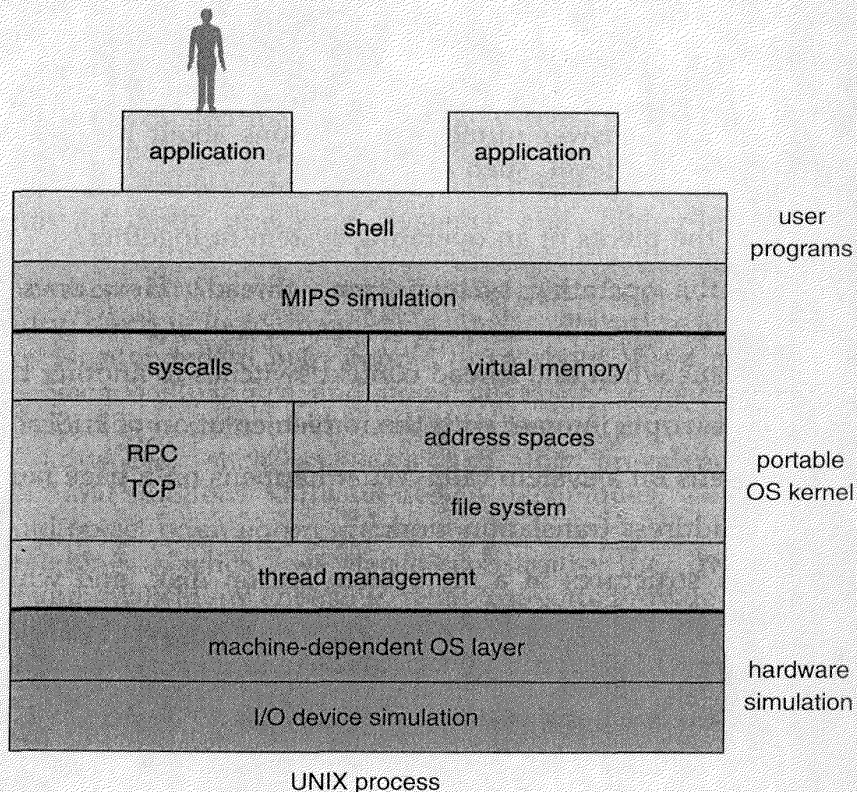 application
application
shell
user
programs
MIPS simulation
syscalls
virtual memory
RPC
TCP
address spaces
file system
portable
OS kernel
thread management
machine-dependent OS layer
I/O device simulation
hardware
simulation
UNIX process